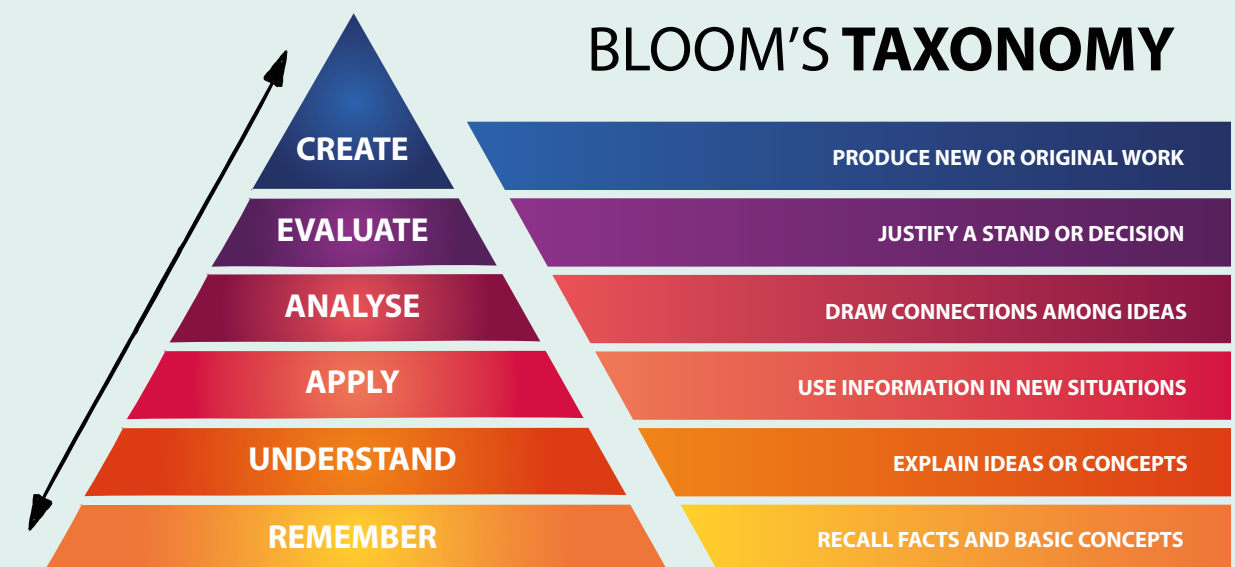 BLOOM'S TAXONOMY
CREATE
PRODUCE NEW OR ORIGINAL WORK
EVALUATE
JUSTIFY A STAND OR DECISION
ANALYSE
DRAW CONNECTIONS AMONG IDEAS
APPLY
USE INFORMATION IN NEW SITUATIONS
UNDERSTAND
EXPLAIN IDEAS OR CONCEPTS
REMEMBER
RECALL FACTS AND BASIC CONCEPTS